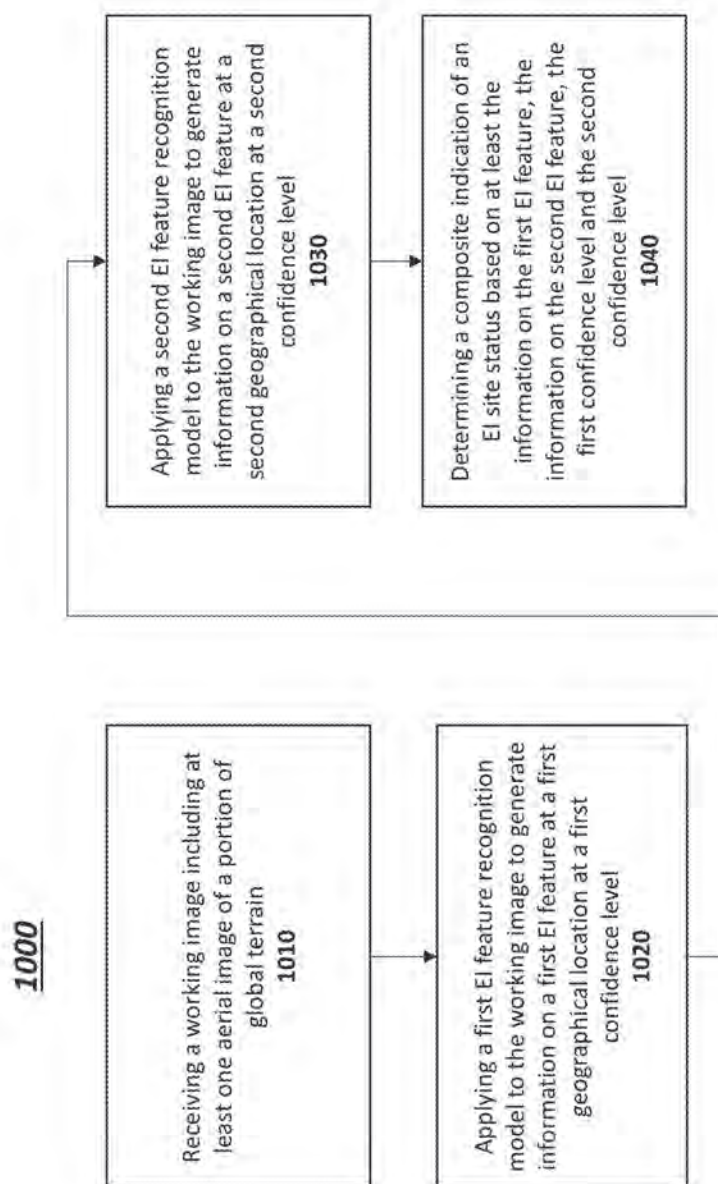 1000
Receiving a working image including at
least one aerial image of a portion of
global terrain
1010
Applying a first EI feature recognition
model to the working image to generate
information on a first EI feature at a first
geographical location at a first
confidence level
1020
Applying a second EI feature recognition
model to the working image to generate
information on a second EI feature at a
second geographical location at a second
confidence level
1030
Determining a composite indication of an
EI site status based on at least the
information on the first EI feature, the
information on the second EI feature, the
first confidence level and the second
confidence level
1040